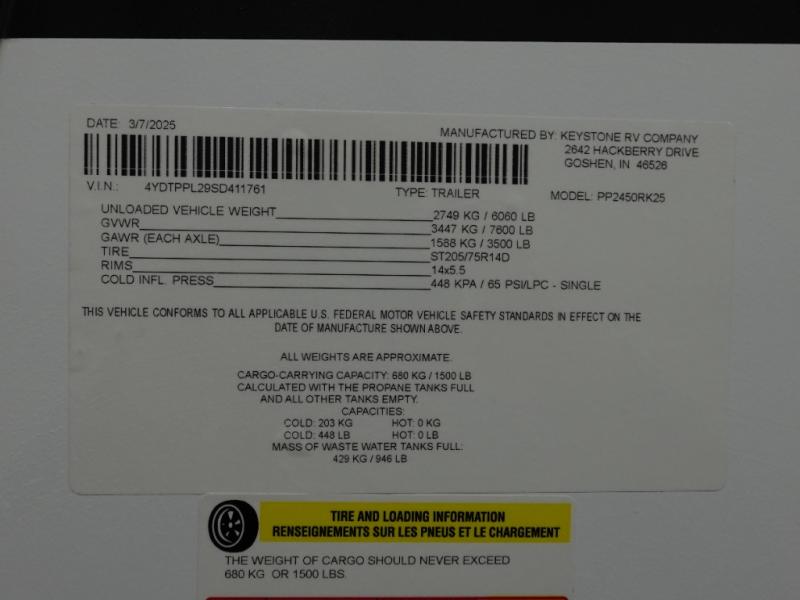 DATE: 3/7/2025
MANUFACTURED BY: KEYSTONE RV COMPANY
2642 HACKBERRY DRIVE
GOSHEN, IN 46526
V.I.N.: 4YDTPPL29SD411761 TYPE: TRAILER MODEL: PP2450RK25
UNLOADED VEHICLE WEIGHT 2749 KG / 6060 LB
GVWR 3447 KG / 7600 LB
GAWR (EACH AXLE) 1588 KG / 3500 LB
TIRE ST205/75R14D
RIMS 14x5.5
COLD INFL. PRESS 448 KPA / 65 PSI/LPC - SINGLE
THIS VEHICLE CONFORMS TO ALL APPLICABLE U.S. FEDERAL MOTOR VEHICLE SAFETY STANDARDS IN EFFECT ON THE
DATE OF MANUFACTURE SHOWN ABOVE.
ALL WEIGHTS ARE APPROXIMATE.
CARGO-CARRYING CAPACITY: 680 KG / 1500 LB
CALCULATED WITH THE PROPANE TANKS FULL
AND ALL OTHER TANKS EMPTY.
CAPACITIES:
COLD: 203 KG HOT: 0 KG
COLD: 448 LB HOT: 0 LB
MASS OF WASTE WATER TANKS FULL:
429 KG / 946 LB
TIRE AND LOADING INFORMATION
RENSEIGNEMENTS SUR LES PNEUS ET LE CHARGEMENT
THE WEIGHT OF CARGO SHOULD NEVER EXCEED
680 KG OR 1500 LBS.